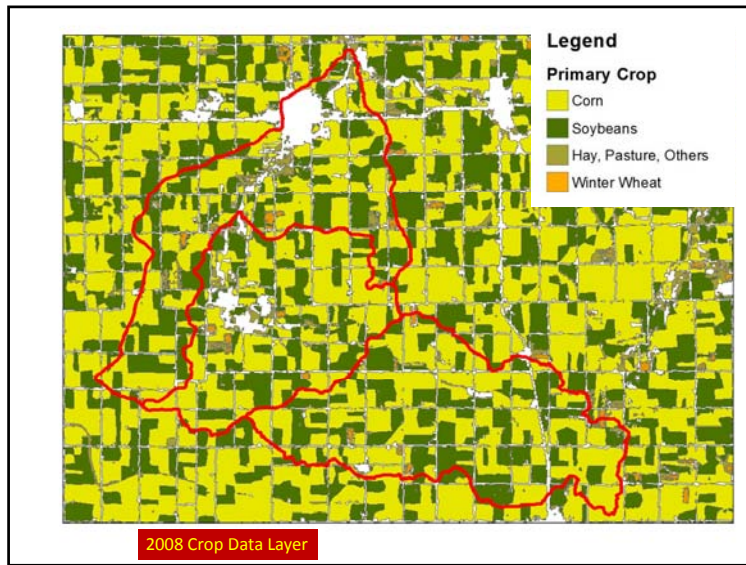 Legend
Primary Crop
Corn
Soybeans
Hay, Pasture, Others
Winter Wheat
2008 Crop Data Layer